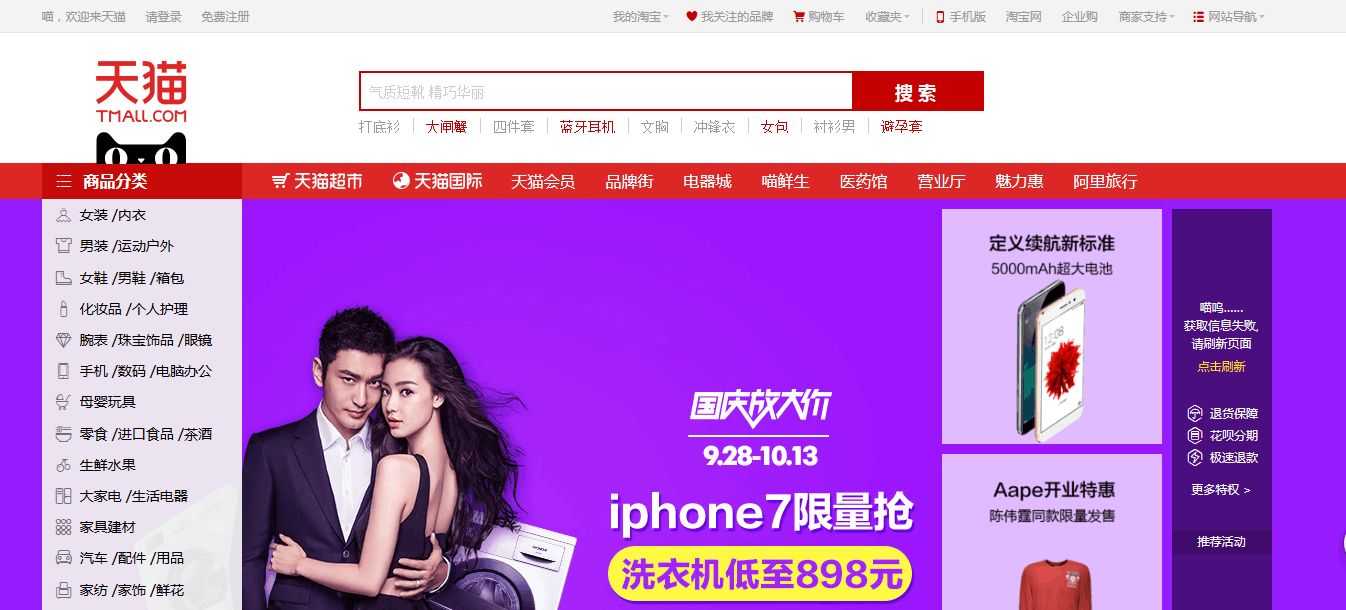 喵，欢迎来天猫 请登录 免费注册 我的淘宝 我关注的品牌 购物车 收藏夹 手机版 淘宝网 企业购 商家支持 网站导航
天猫
TMALL.COM
气质短靴 精巧华丽 搜索
打底衫 大闸蟹 四件套 蓝牙耳机 文胸 冲锋衣 女包 衬衫男 避孕套
商品分类 天猫超市 天猫国际 天猫会员 品牌街 电器城 喵鲜生 医药馆 营业厅 魅力惠 阿里旅行
女装 /内衣
男装 /运动户外
女鞋 /男鞋 /箱包
化妆品 /个人护理
腕表 /珠宝饰品 /眼镜
手机 /数码 /电脑办公
母婴玩具
零食 /进口食品 /茶酒
生鲜水果
大家电 /生活电器
家具建材
汽车 /配件 /用品
家纺 /家饰 /鲜花
国庆放大价
9.28-10.13
iphone7限量抢
洗衣机低至898元
定义续航新标准
5000mAh超大电池
12:08
Aape开业特惠
陈伟霆同款限量发售
喵呜......
获取信息失败,
请刷新页面
点击刷新
退货保障
花呗分期
极速退款
更多特权 >
推荐活动